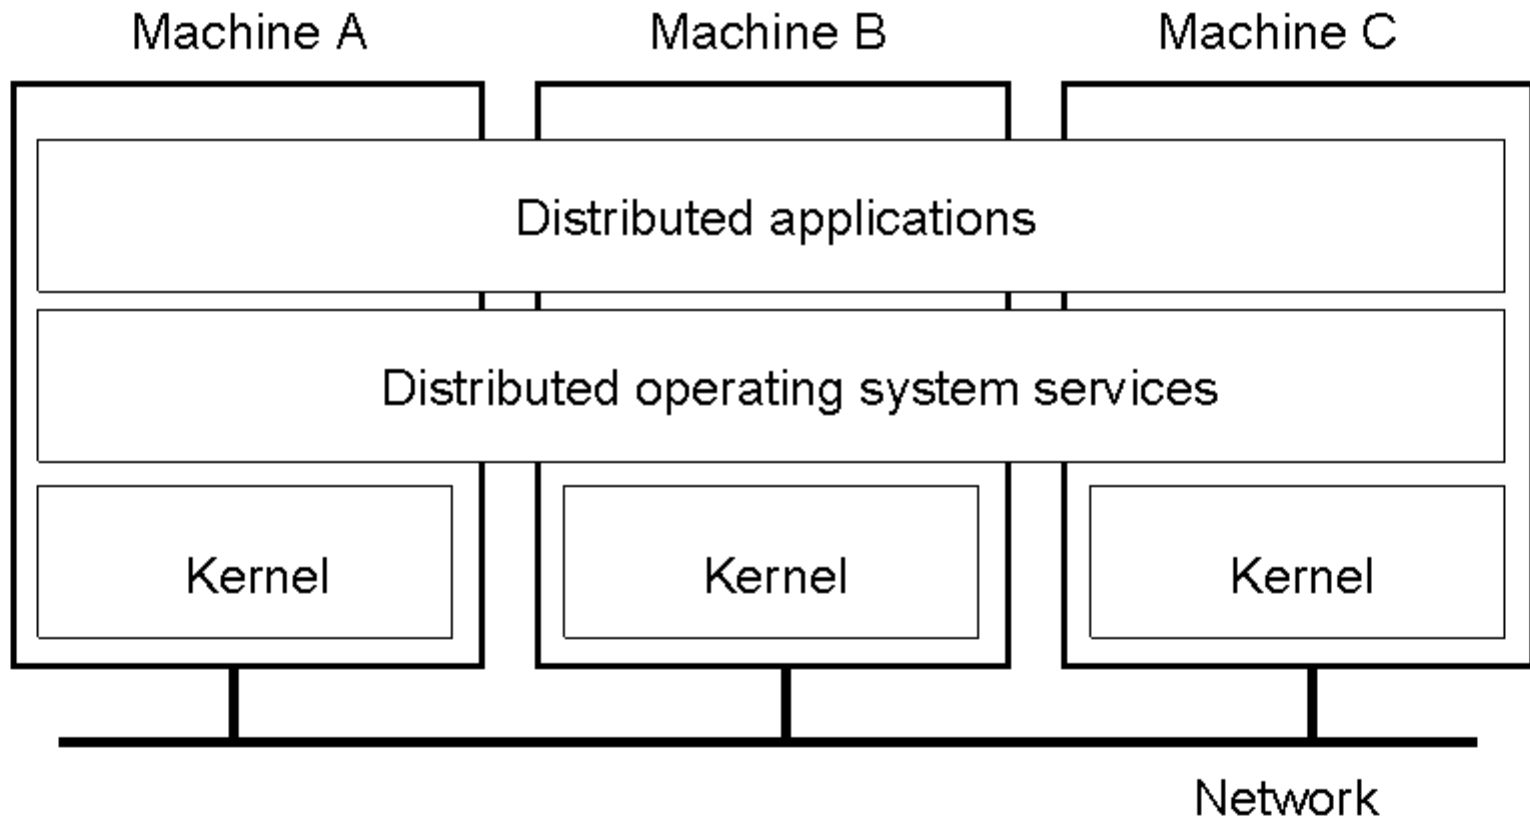 Machine A
Machine B
Machine C
Distributed applications
Distributed operating system services
Kernel
Kernel
Kernel
Network